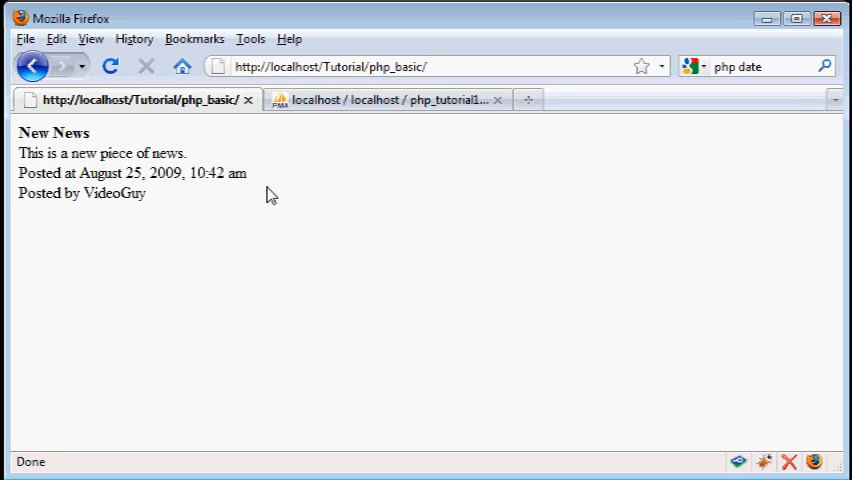 Mozilla Firefox
File Edit View History Bookmarks Tools Help
http://localhost/Tutorial/php_basic/ php date
http://localhost/Tutorial/php_basic/ PMA localhost / localhost / php_tutorial1...
New News
This is a new piece of news.
Posted at August 25, 2009, 10:42 am
Posted by VideoGuy
Done